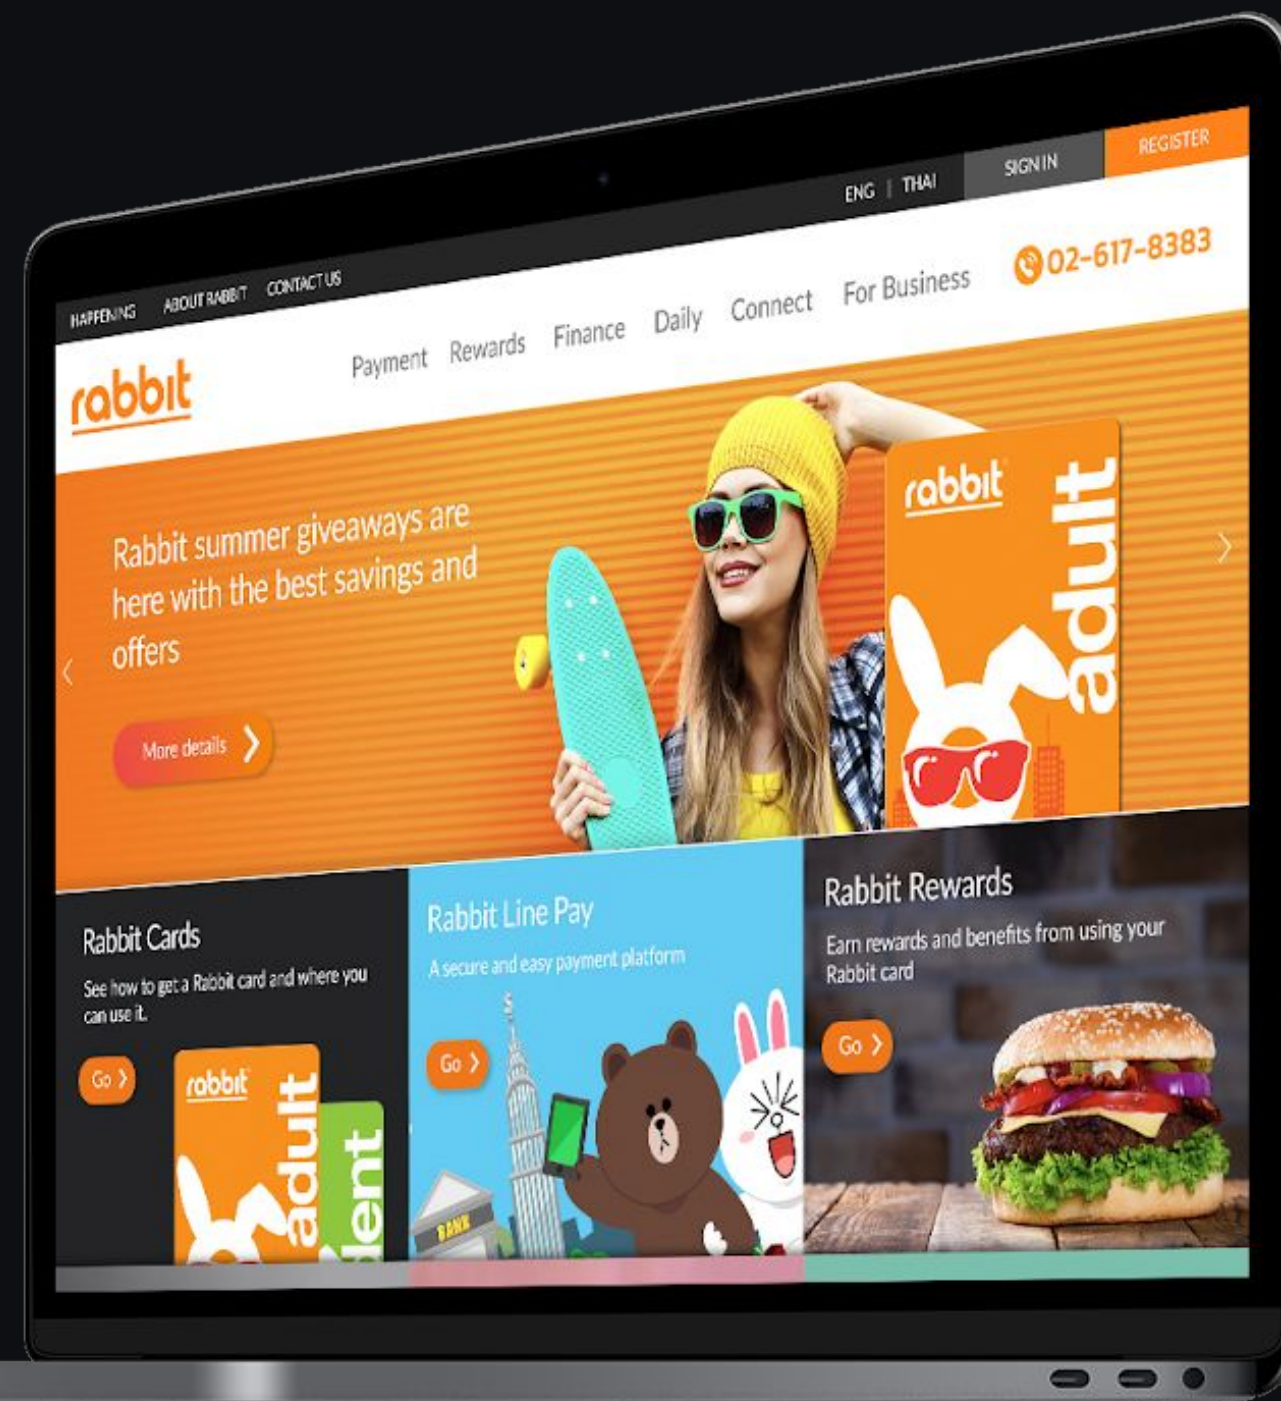 HAPPENING ABOUT RABBIT CONTACT US ENG | THAI SIGN IN REGISTER
rabbit Payment Rewards Finance Daily Connect For Business 02-617-8383
Rabbit summer giveaways are
here with the best savings and
offers
More details
rabbit
adult
Rabbit Cards
See how to get a Rabbit card and where you
can use it.
Go
rabbit
adult
dent
Rabbit Line Pay
A secure and easy payment platform
Go
BANK
Rabbit Rewards
Earn rewards and benefits from using your
Rabbit card
Go